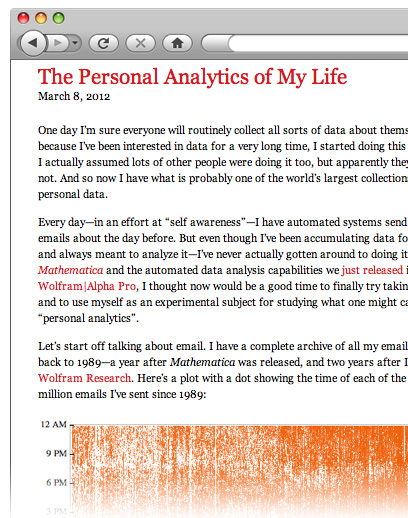 The Personal Analytics of My Life
March 8, 2012
One day I'm sure everyone will routinely collect all sorts of data about
because I've been interested in data for a very long time, I started doing this
I actually assumed lots of other people were doing it too, but apparently
not. And so now I have what is probably one of the world's largest
personal data.
Every day—in an effort at “self awareness”—I have automated systems send
emails about the day before. But even though I've been accumulating data
and always meant to analyze it—I've never actually gotten around to doing
Mathematica and the automated data analysis capabilities we just released
Wolfram|Alpha Pro, I thought now would be a good time to finally try
and to use myself as an experimental subject for studying what one might
“personal analytics”.
Let's start off talking about email. I have a complete archive of all my
back to 1989—a year after Mathematica was released, and two years after I
Wolfram Research. Here's a plot with a dot showing the time of each of the
million emails I've sent since 1989:
12 AM
9 PM
6 PM
3 PM